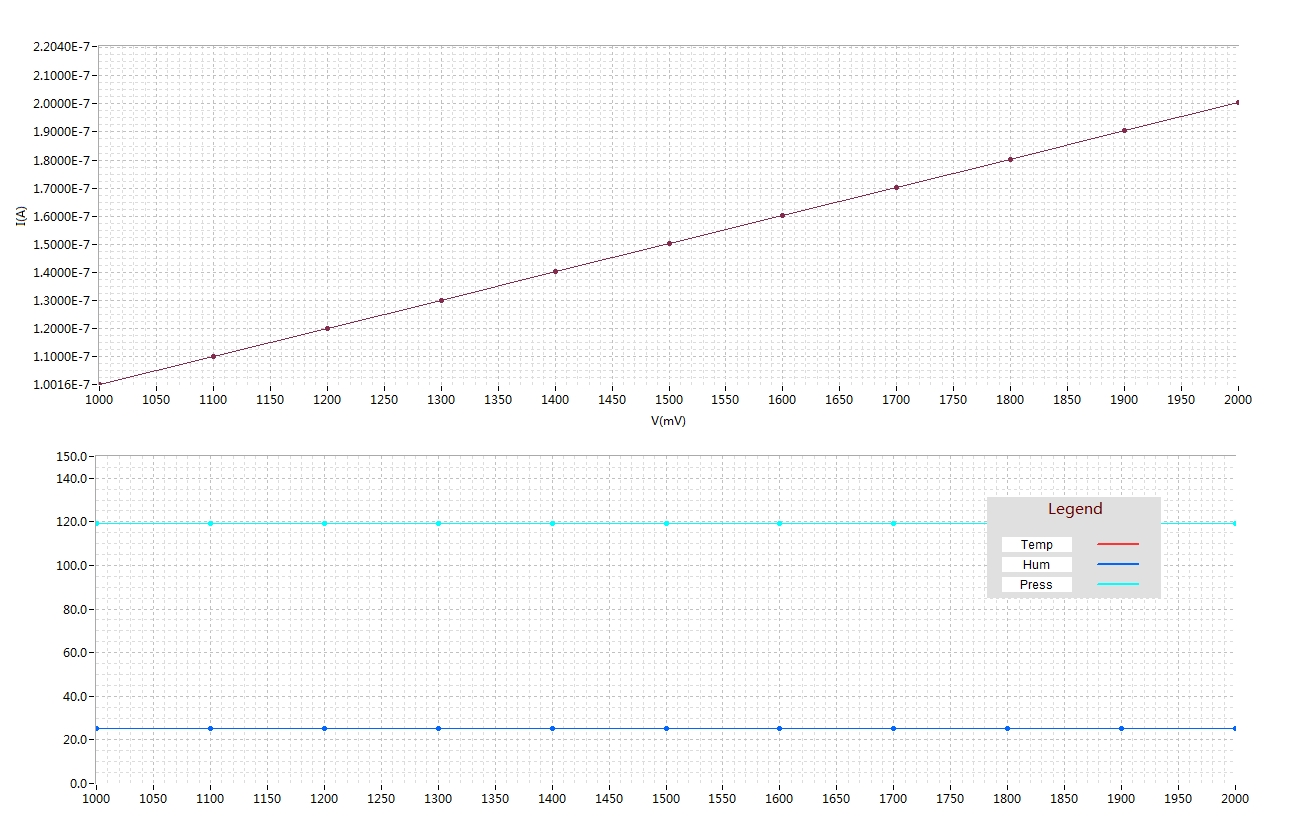 2.2040E-7
2.1000E-7
2.0000E-7
1.9000E-7
1.8000E-7
1.7000E-7
1.6000E-7
1.5000E-7
1.4000E-7
1.3000E-7
1.2000E-7
1.1000E-7
1.0016E-7
I(A)
1000 1050 1100 1150 1200 1250 1300 1350 1400 1450 1500 1550 1600 1650 1700 1750 1800 1850 1900 1950 2000
V(mV)
150.0
140.0
120.0
100.0
80.0
60.0
40.0
20.0
0.0
Legend
Temp
Hum
Press
1000 1050 1100 1150 1200 1250 1300 1350 1400 1450 1500 1550 1600 1650 1700 1750 1800 1850 1900 1950 2000